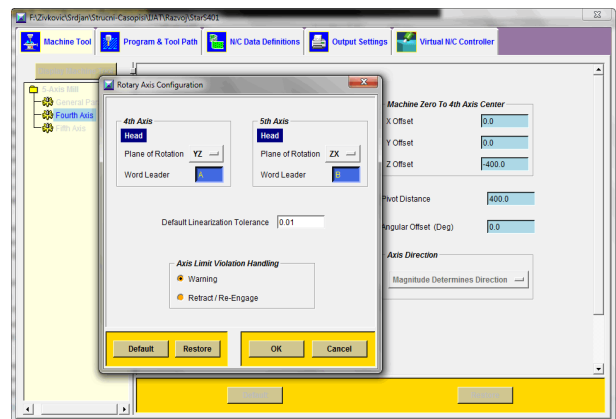 F:\Zivkovic\Srdjan\Strucni-Casopisi\IJAT\Razvoj\StarS401
Machine Tool
Program & Tool Path
N/C Data Definitions
Output Settings
Virtual N/C Controller
5-Axis Mill
General Pa
Fourth Axis
Fifth Axis
Rotary Axis Configuration
4th Axis
5th Axis
Head
Head
Plane of Rotation YZ
Plane of Rotation ZX
Word Leader A
Word Leader B
Default Linearization Tolerance 0.01
Axis Limit Violation Handling
Warning
Retract / Re-Engage
Default
Restore
OK
Cancel
Machine Zero To 4th Axis Center
X Offset 0.0
Y Offset 0.0
Z Offset -400.0
Pivot Distance 400.0
Angular Offset (Deg) 0.0
Axis Direction
Magnitude Determines Direction